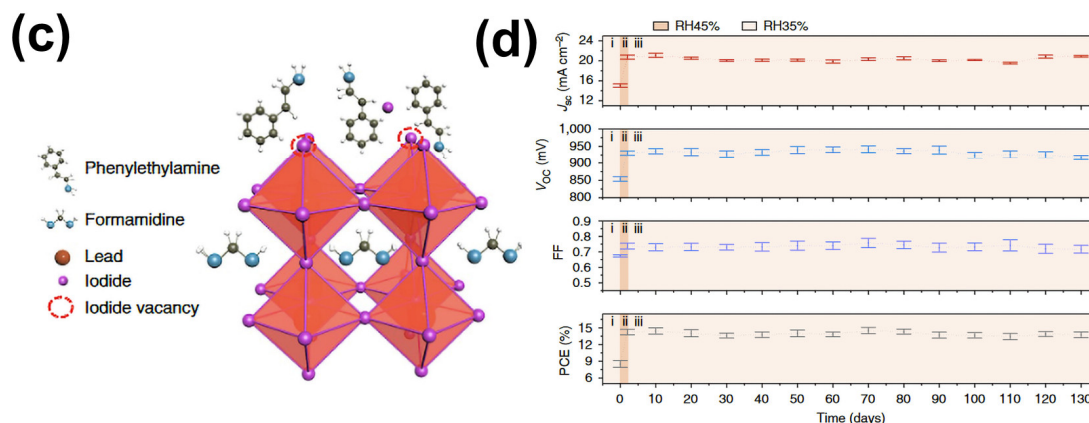 (c)
Phenylethylamine
Formamidine
Lead
Iodide
Iodide vacancy
(d)
RH45% RH35%
i ii iii
24
20
16
12
J_sc (mA cm⁻²)
i ii iii
1,000
950
900
850
800
V_OC (mV)
i ii iii
0.9
0.8
0.7
0.6
0.5
FF
i ii iii
15
12
9
6
PCE (%)
0 10 20 30 40 50 60 70 80 90 100 110 120 130
Time (days)